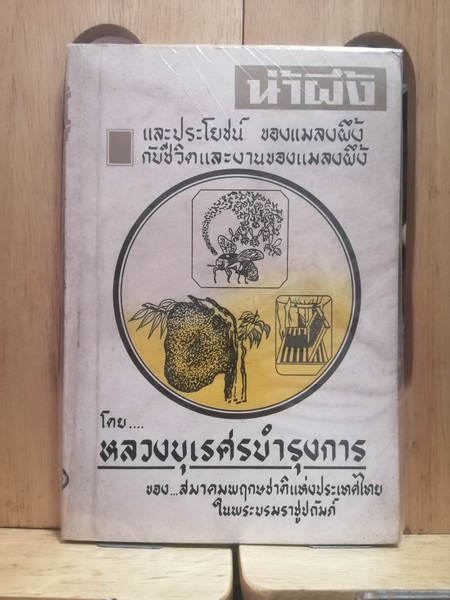 น้ำผึ้ง
และประโยชน์ ของแมลงผึ้ง
กับชีวิตและงานของแมลงผึ้ง
โดย....
หลวงบุเรศรบำรุงการ
ของ...สมาคมพฤกษชาติแห่งประเทศไทย
ในพระบรมราชูปถัมภ์